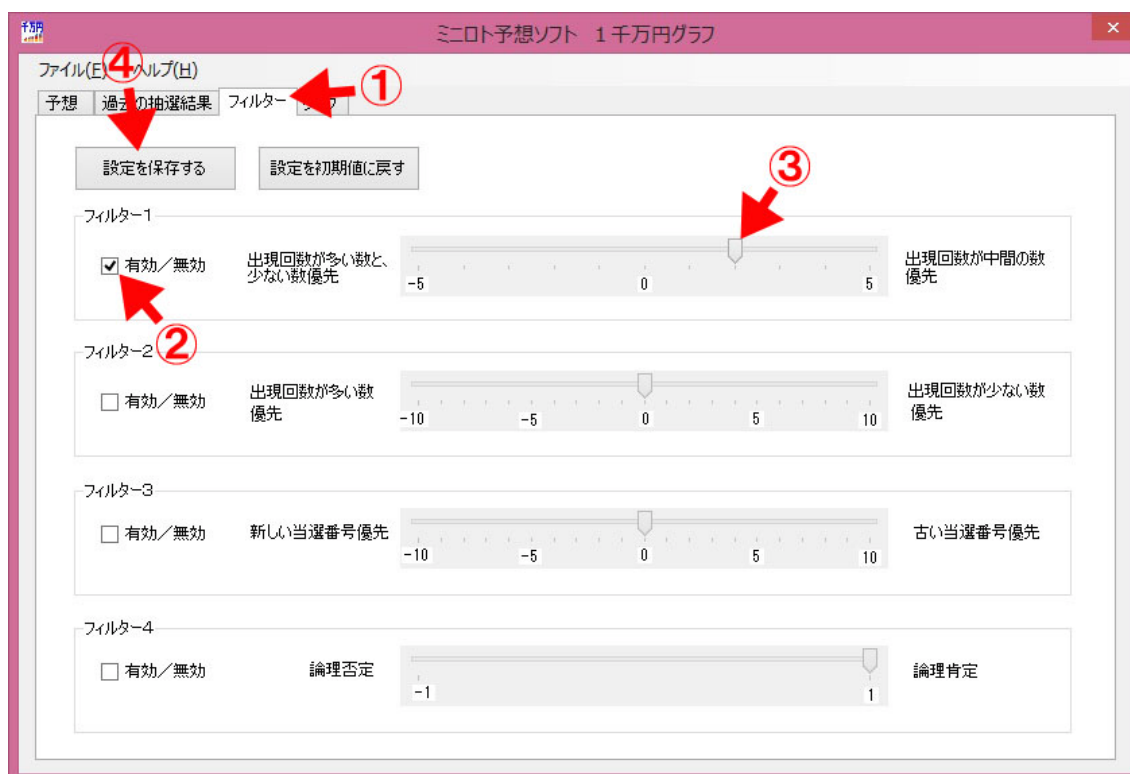 千万円
ミニロト予想ソフト １千万円グラフ
×
④
ファイル(F) ヘルプ(H)
①
予想 過去の抽選結果 フィルター
設定を保存する 設定を初期値に戻す
③
フィルター1
有効／無効
出現回数が多い数と、
少ない数優先
-5 0 5
出現回数が中間の数
優先
②
フィルター2
有効／無効
出現回数が多い数
優先
-10 -5 0 5 10
出現回数が少ない数
優先
フィルター3
有効／無効
新しい当選番号優先
-10 -5 0 5 10
古い当選番号優先
フィルター4
有効／無効
論理否定
-1 1
論理肯定